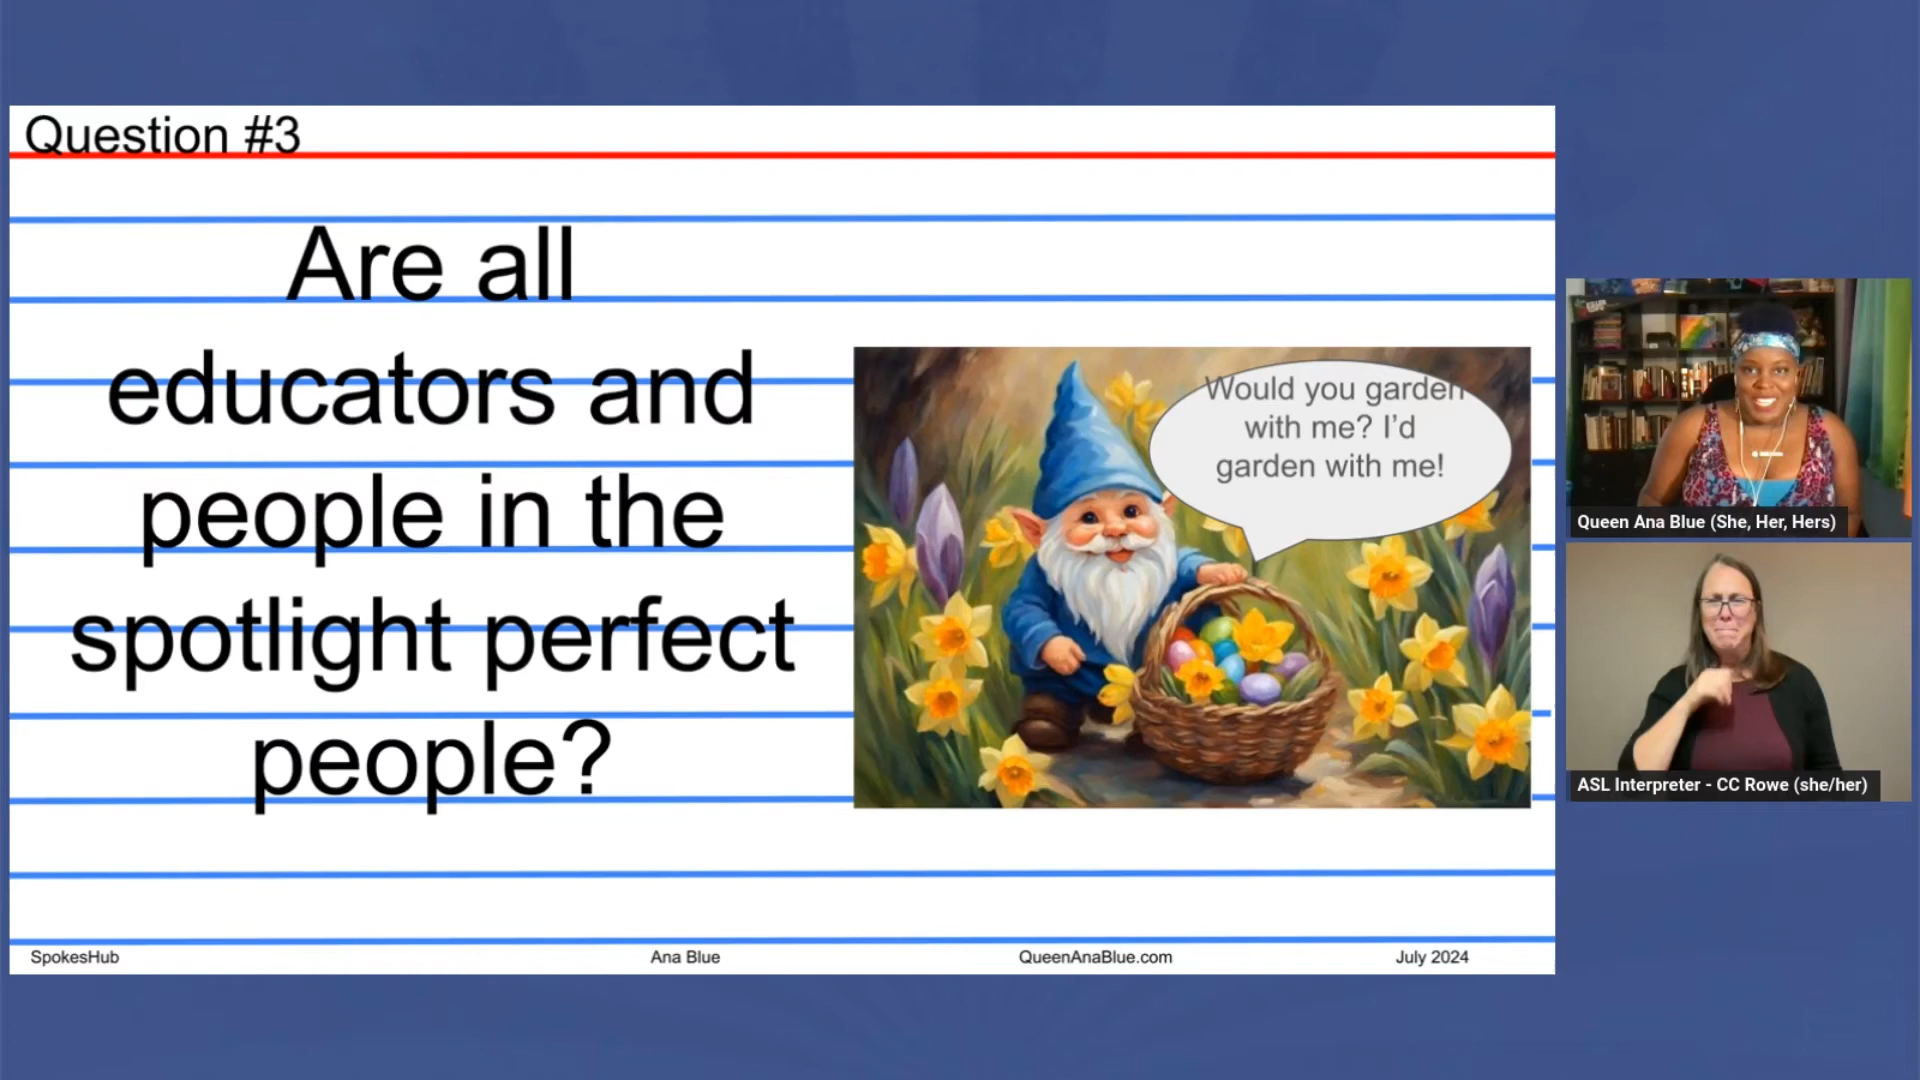 Question #3
Are all
educators and
people in the
spotlight perfect
people?
Would you garden
with me? I'd
garden with me!
SpokesHub
Ana Blue
QueenAnaBlue.com
July 2024
Queen Ana Blue (She, Her, Hers)
ASL Interpreter - CC Rowe (she/her)